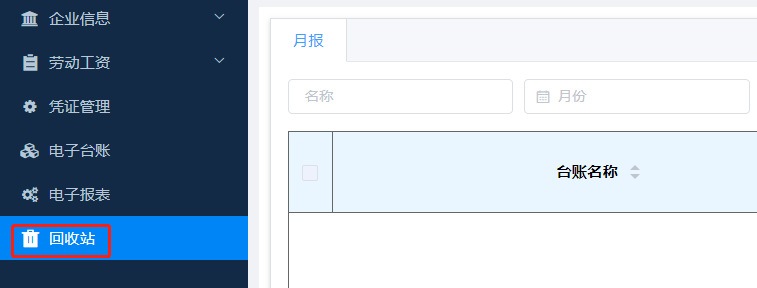 企业信息
劳动工资
凭证管理
电子台账
电子报表
回收站
月报
名称
月份
台账名称